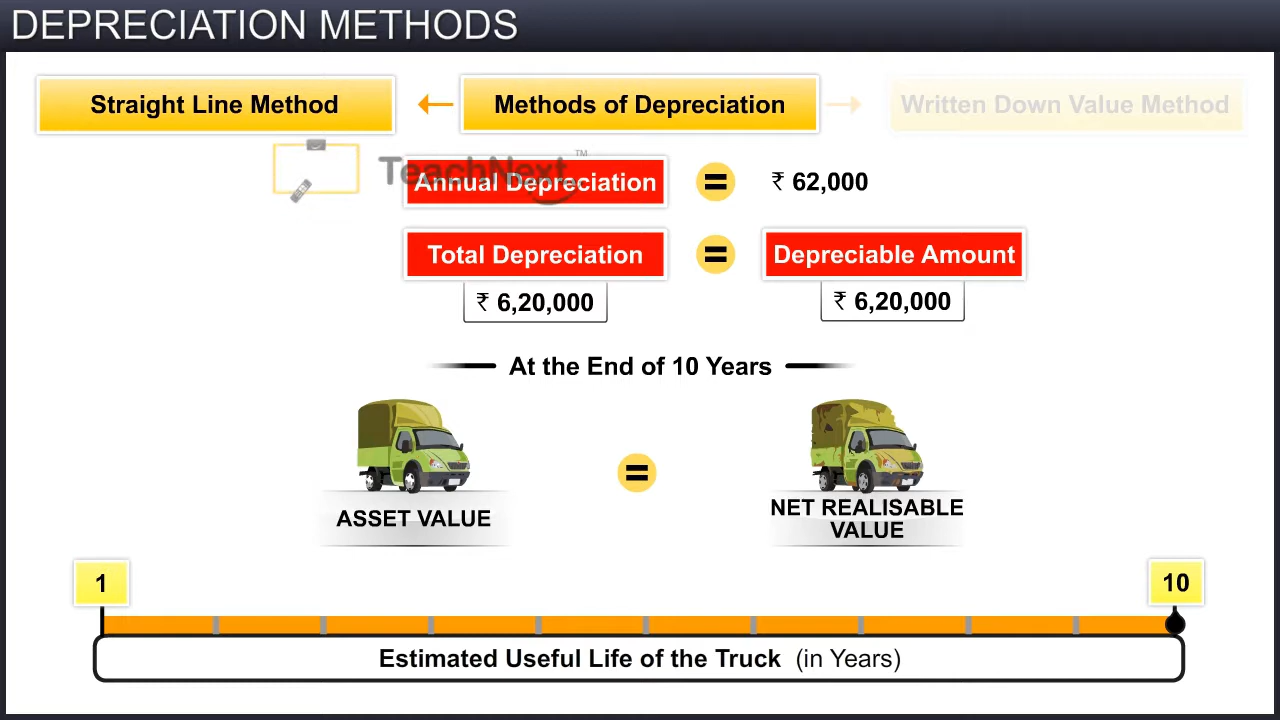 DEPRECIATION METHODS
Straight Line Method
Methods of Depreciation
Written Down Value Method
TeachNext™
Annual Depreciation = ₹ 62,000
Total Depreciation = Depreciable Amount
₹ 6,20,000
₹ 6,20,000
At the End of 10 Years
ASSET VALUE
=
NET REALISABLE
VALUE
1
10
Estimated Useful Life of the Truck (in Years)